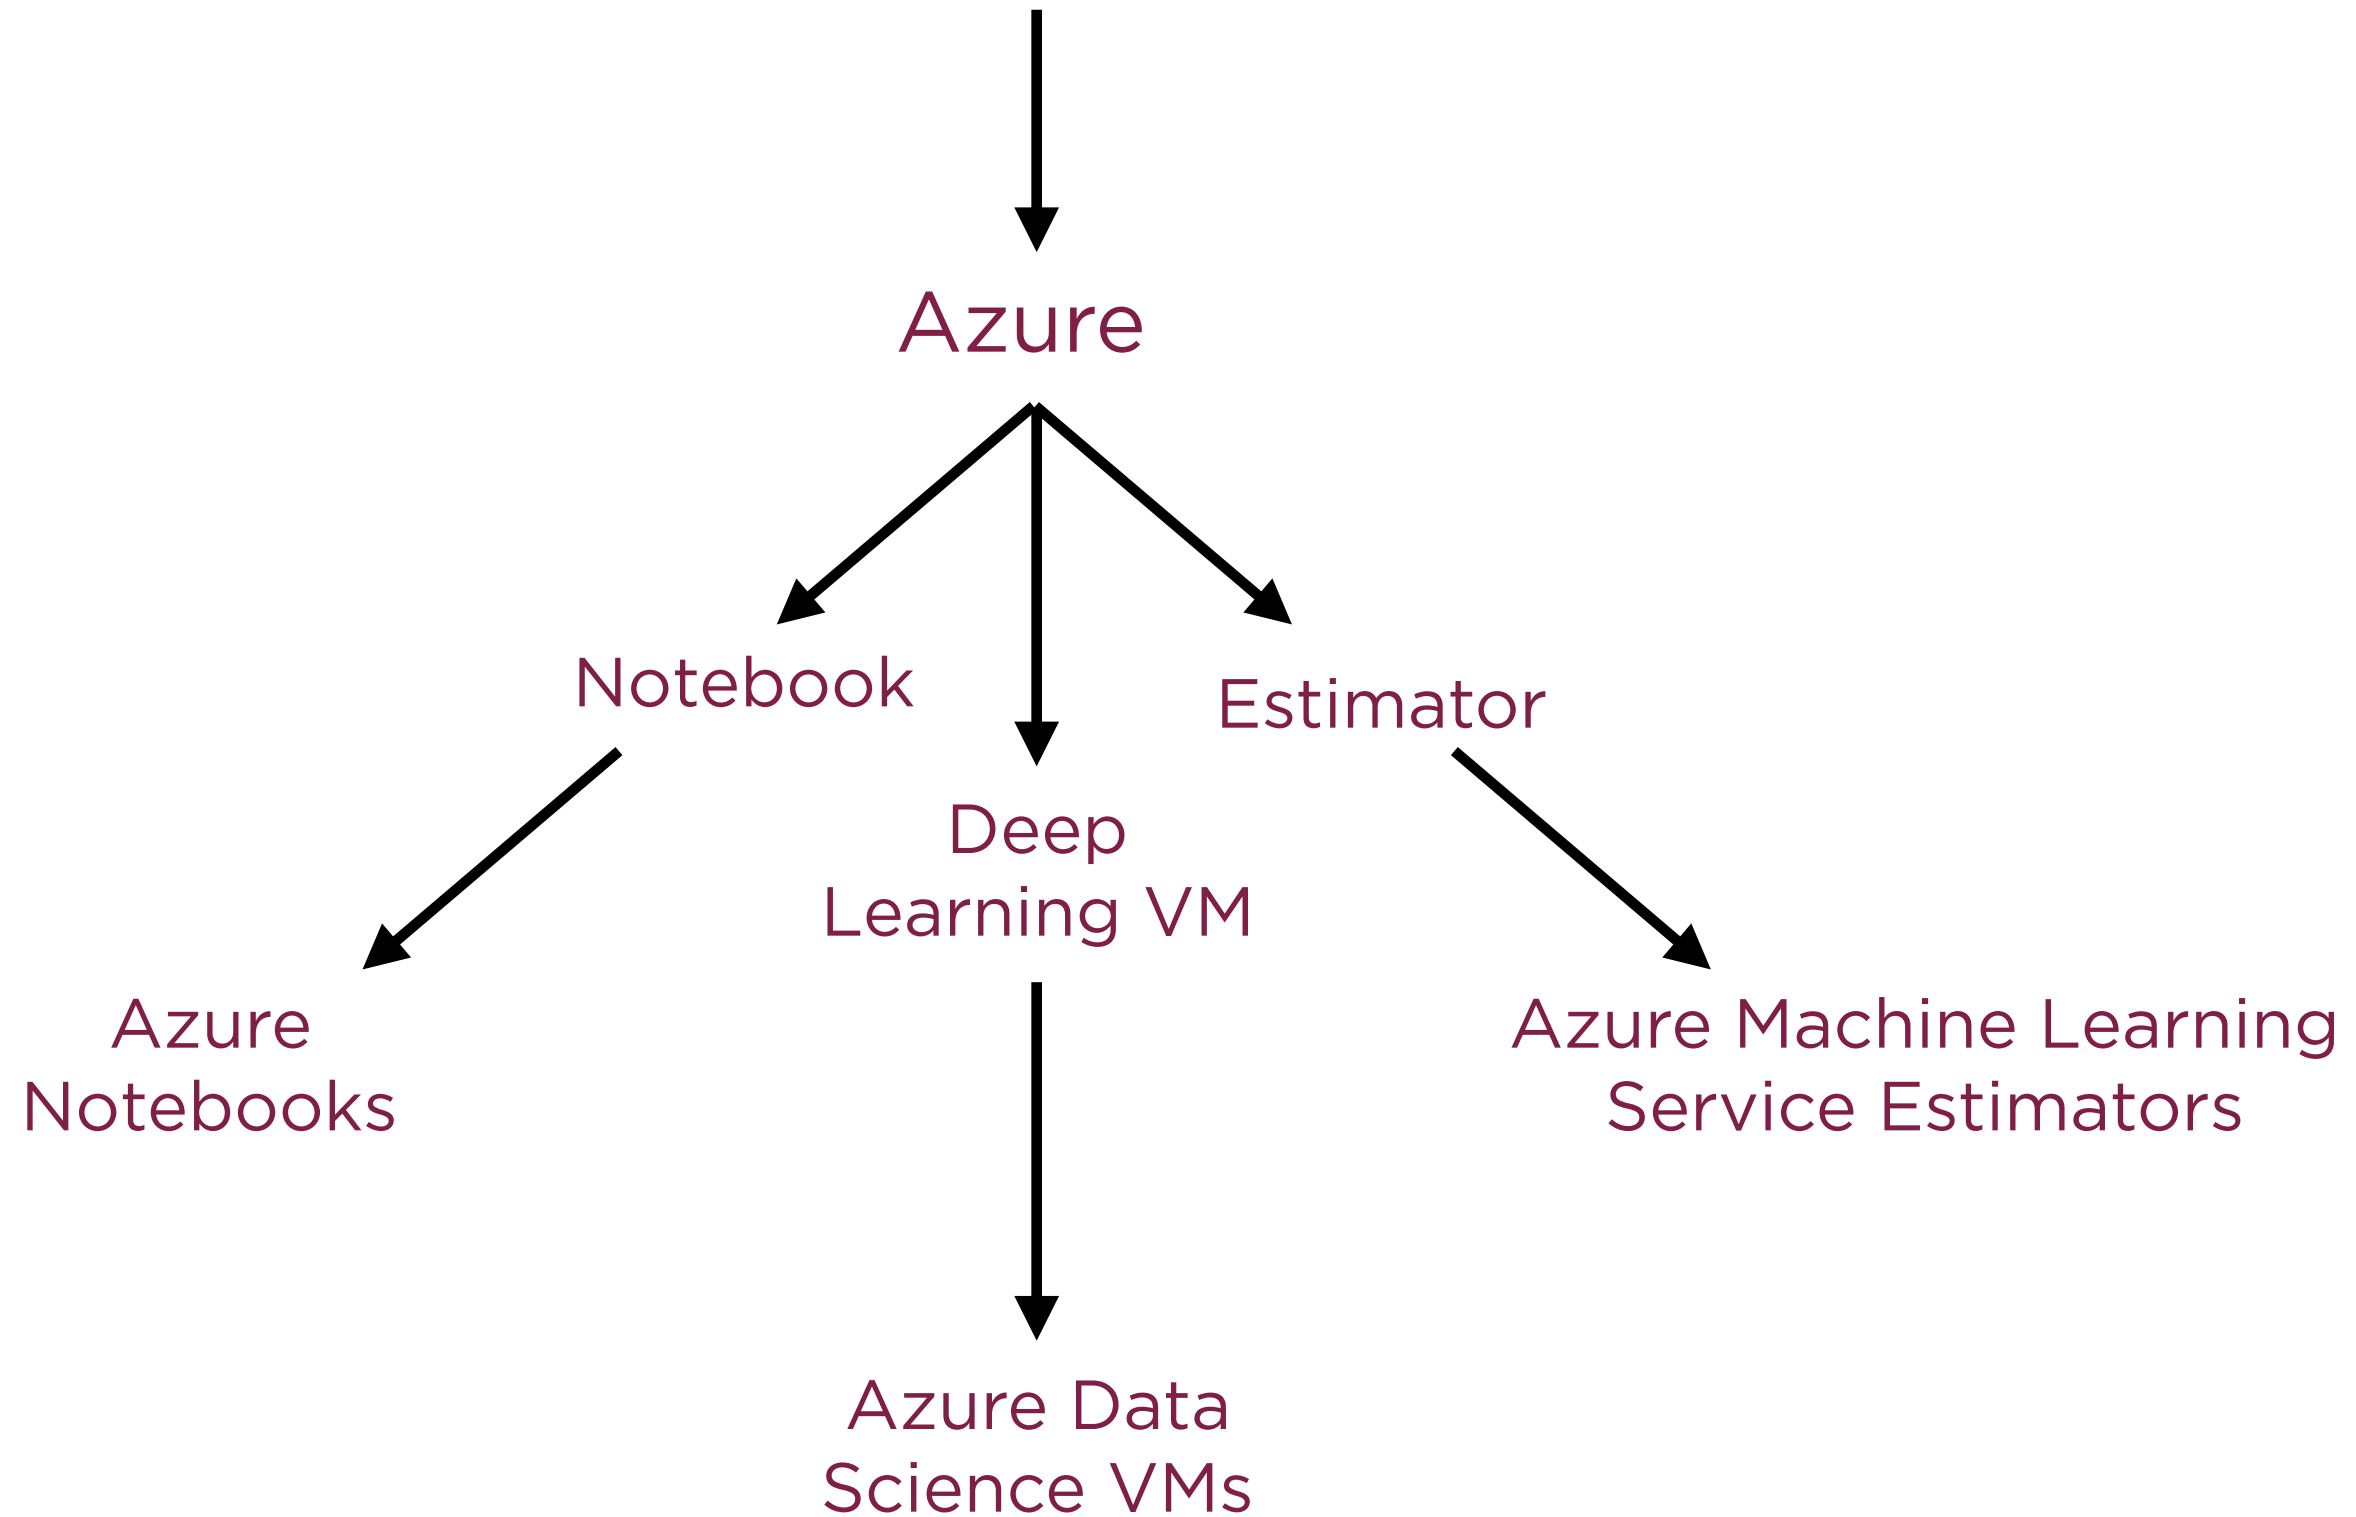 Azure
Notebook
Estimator
Deep
Learning VM
Azure
Notebooks
Azure Machine Learning
Service Estimators
Azure Data
Science VMs